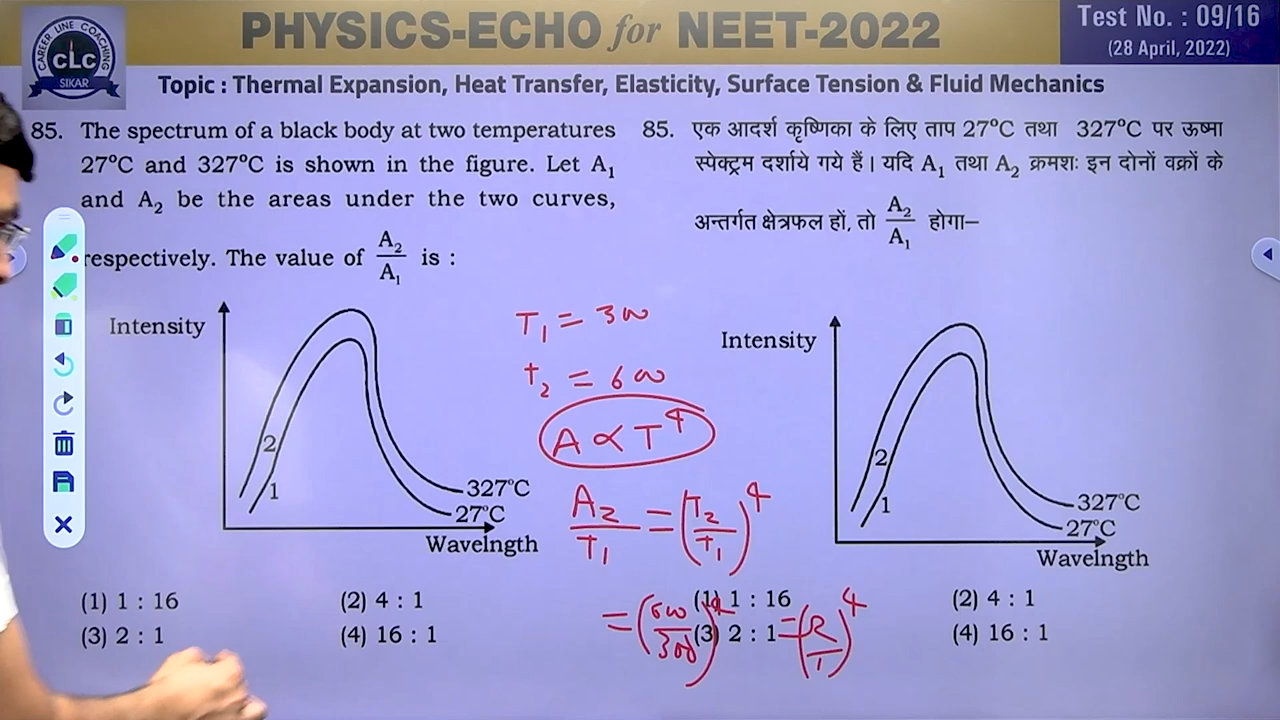 PHYSICS-ECHO for NEET-2022
Test No. : 09/16
(28 April, 2022)
CAREER LINE COACHING
CLC
SIKAR
Topic : Thermal Expansion, Heat Transfer, Elasticity, Surface Tension & Fluid Mechanics
85. The spectrum of a black body at two temperatures
27°C and 327°C is shown in the figure. Let A₁
and A₂ be the areas under the two curves,
respectively. The value of A₂/A₁ is :
Intensity
2
1
327°C
27°C
Wavelngth
(1) 1 : 16 (2) 4 : 1
(3) 2 : 1 (4) 16 : 1
85. एक आदर्श कृष्णिका के लिए ताप 27°C तथा 327°C पर ऊष्मा
स्पेक्ट्रम दर्शाये गये हैं। यदि A₁ तथा A₂ क्रमशः इन दोनों वक्रों के
अन्तर्गत क्षेत्रफल हों, तो A₂/A₁ होगा–
Intensity
2
1
327°C
27°C
Wavelngth
(1) 1 : 16 (2) 4 : 1
(3) 2 : 1 (4) 16 : 1
T₁ = 300
T₂ = 600
A ∝ T⁴
A₂/T₁ = (T₂/T₁)⁴
= (600/300)⁴ = (2/1)⁴